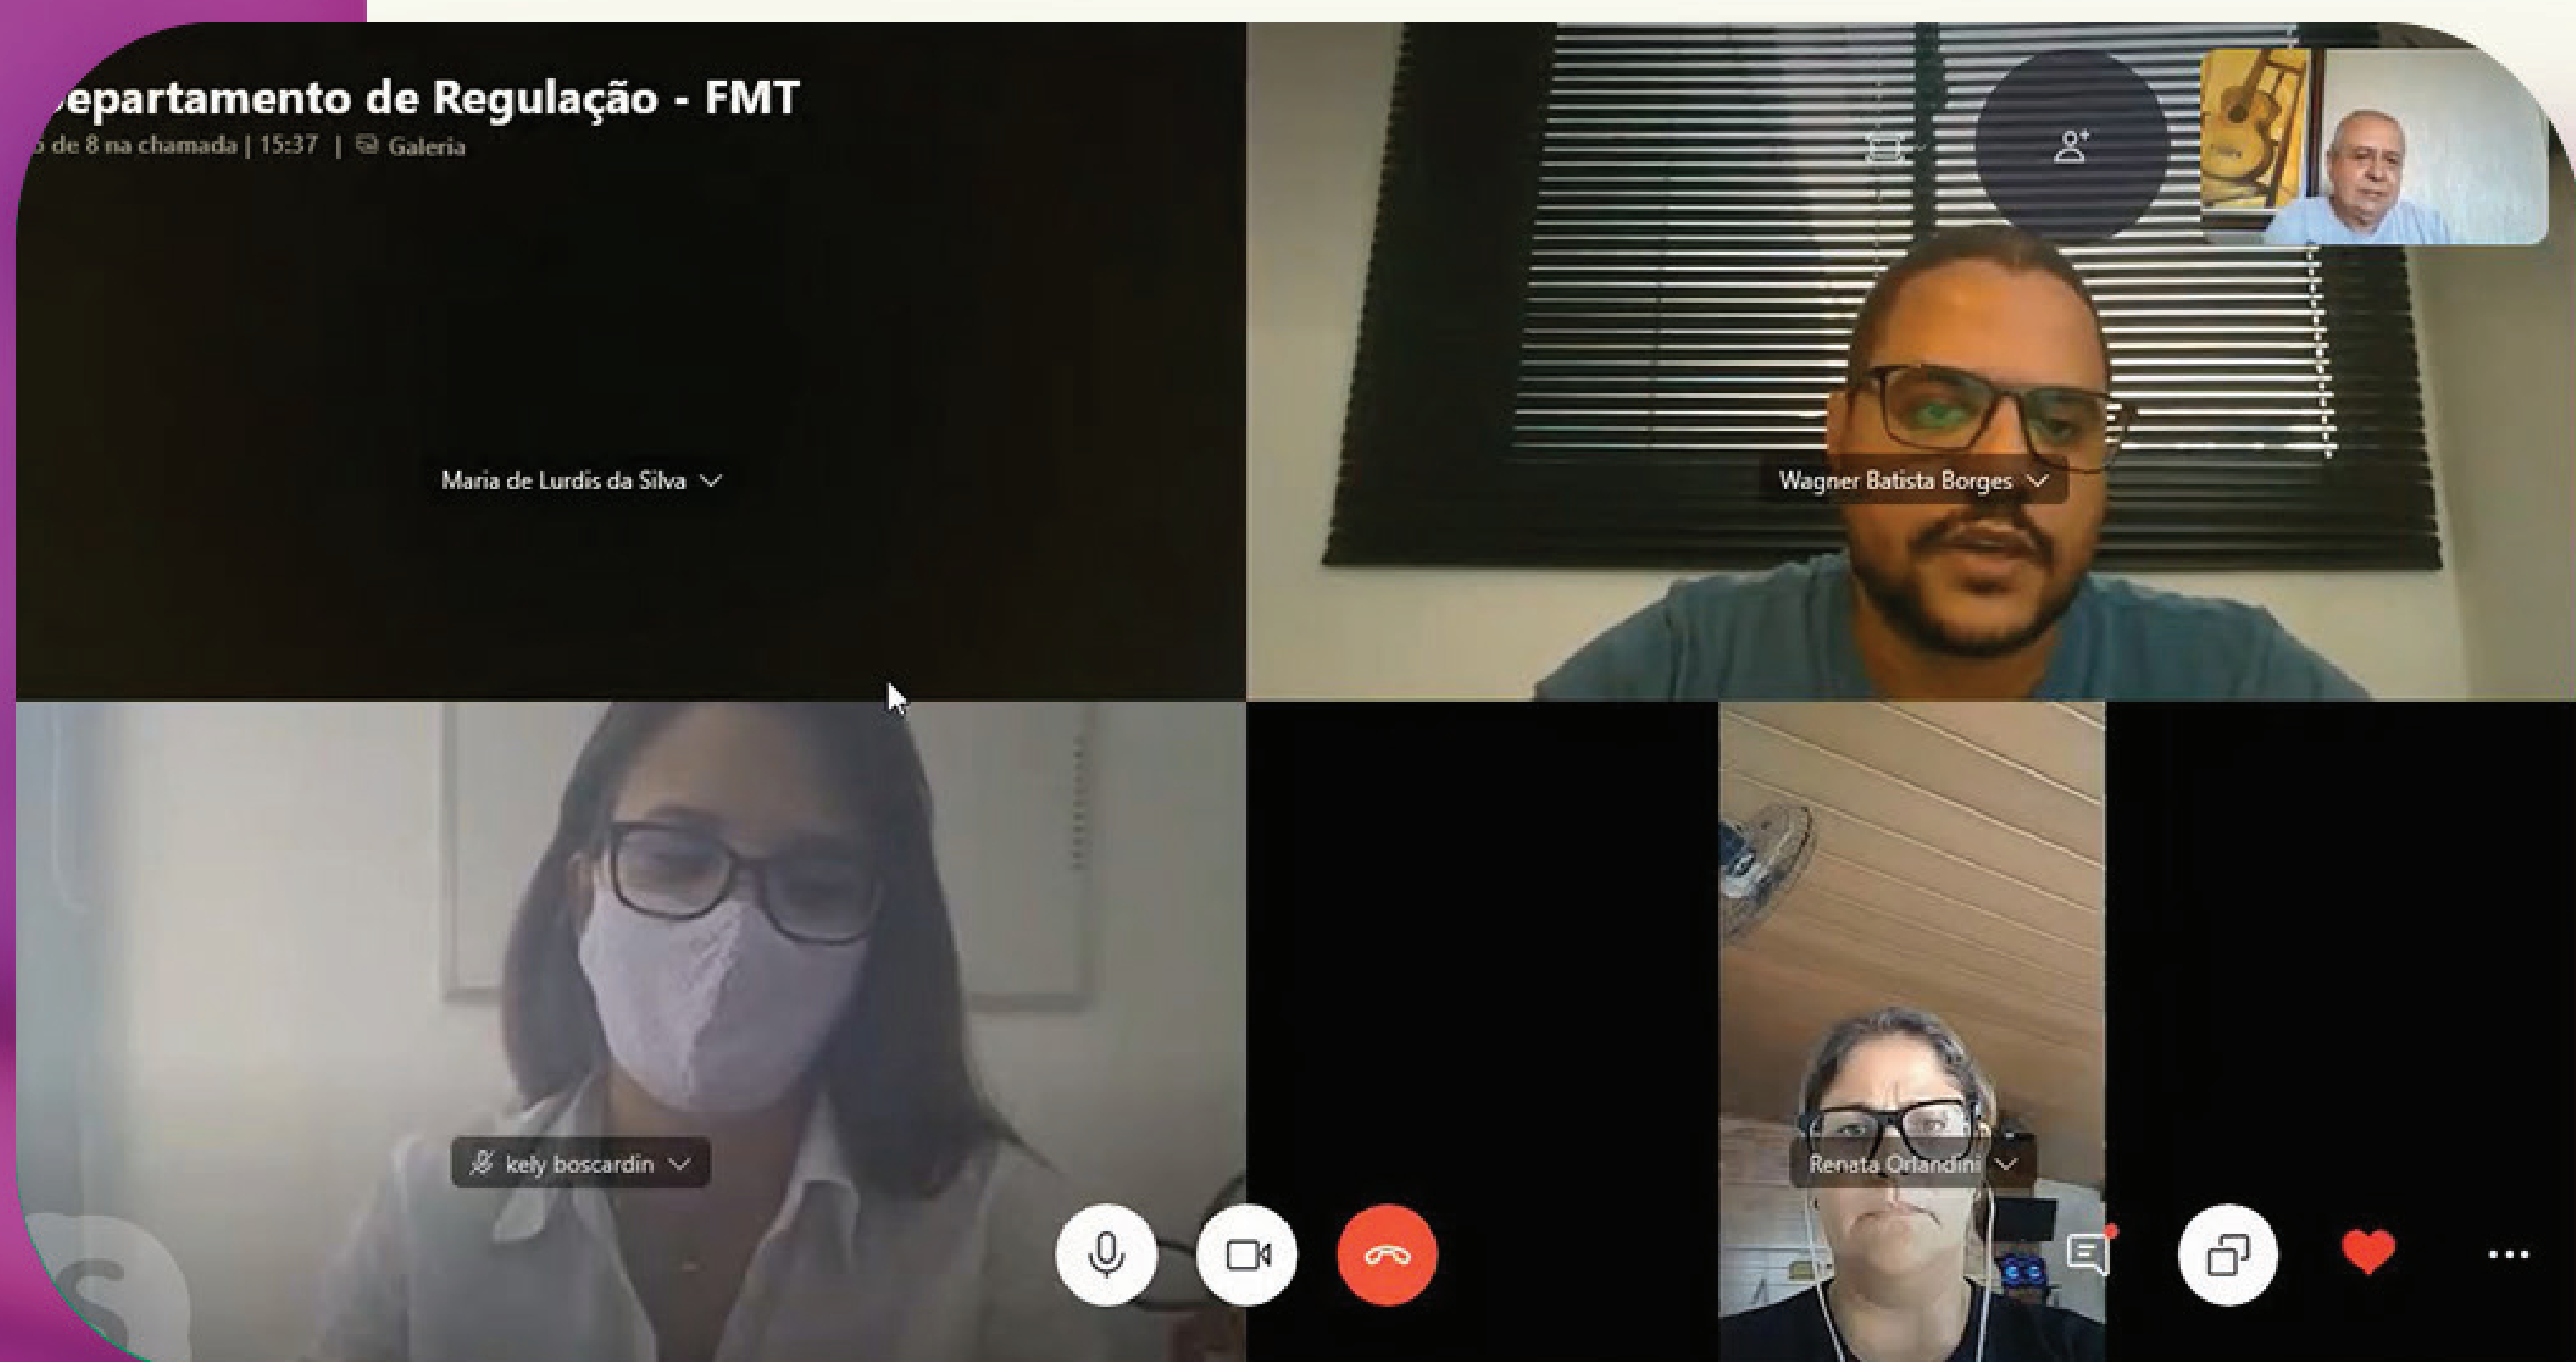 epartamento de Regulação - FMT
de 8 na chamada | 15:37 | Galeria
Maria de Lurdis da Silva
Wagner Batista Borges
kely boscardin
Renata Orlandini
S